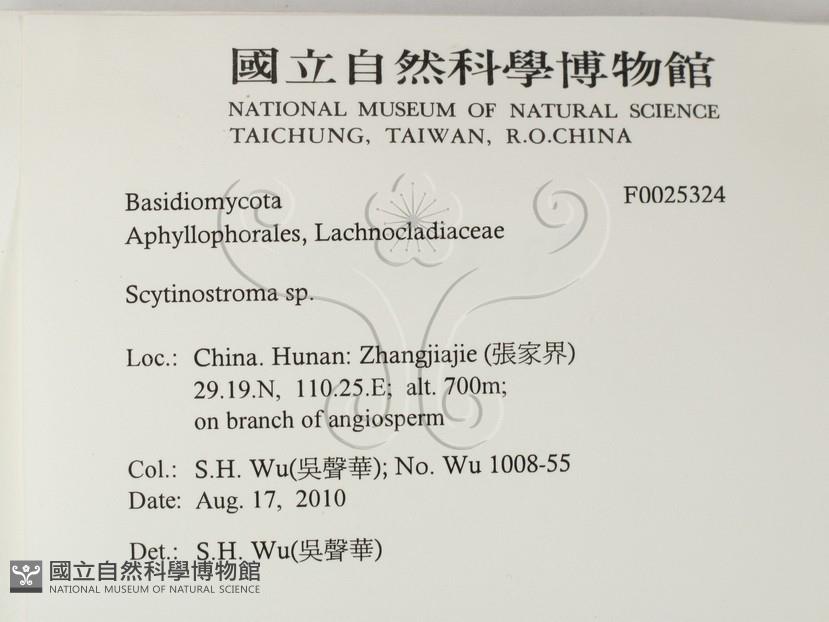 國立自然科學博物館
NATIONAL MUSEUM OF NATURAL SCIENCE
TAICHUNG, TAIWAN, R.O.CHINA
Basidiomycota F0025324
Aphyllophorales, Lachnocladiaceae
Scytinostroma sp.
Loc.: China. Hunan: Zhangjiajie (張家界)
29.19.N, 110.25.E; alt. 700m;
on branch of angiosperm
Col.: S.H. Wu(吳聲華); No. Wu 1008-55
Date: Aug. 17, 2010
Det.: S.H. Wu(吳聲華)
國立自然科學博物館
NATIONAL MUSEUM OF NATURAL SCIENCE